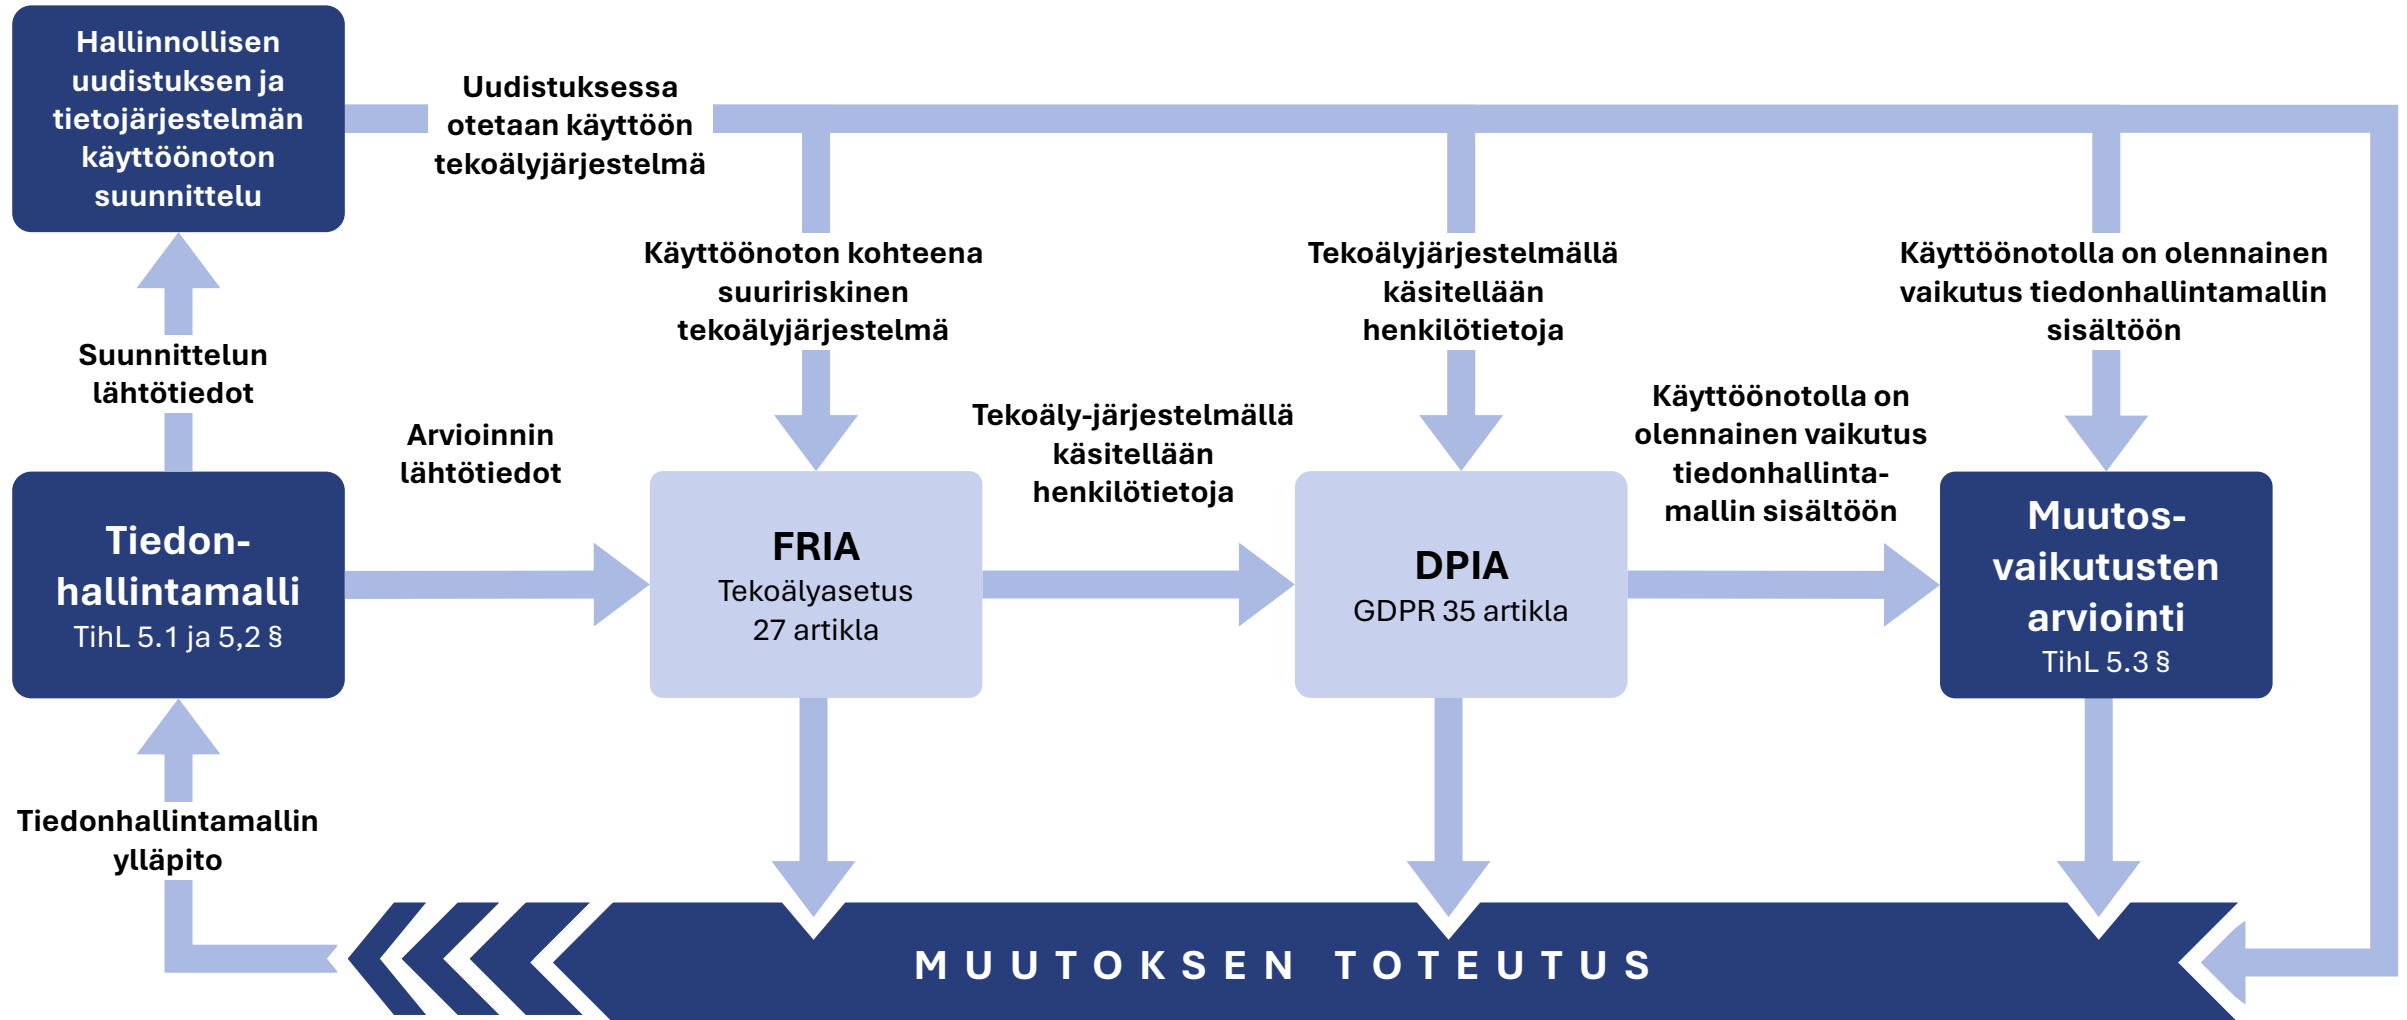 Hallinnollisen
uudistuksen ja
tietojärjestelmän
käyttöönoton
suunnittelu
Uudistuksessa
otetaan käyttöön
tekoälyjärjestelmä
Käyttöönoton kohteena
suuririskinen
tekoälyjärjestelmä
Tekoälyjärjestelmällä
käsitellään
henkilötietoja
Käyttöönotolla on olennainen
vaikutus tiedonhallintamallin
sisältöön
Suunnittelun
lähtötiedot
Arvioinnin
lähtötiedot
Tekoäly-järjestelmällä
käsitellään
henkilötietoja
Käyttöönotolla on
olennainen vaikutus
tiedonhallinta-
mallin sisältöön
Tiedon-
hallintamalli
TihL 5.1 ja 5,2 §
FRIA
Tekoälyasetus
27 artikla
DPIA
GDPR 35 artikla
Muutos-
vaikutusten
arviointi
TihL 5.3 §
Tiedonhallintamallin
ylläpito
MUUTOKSEN TOTEUTUS